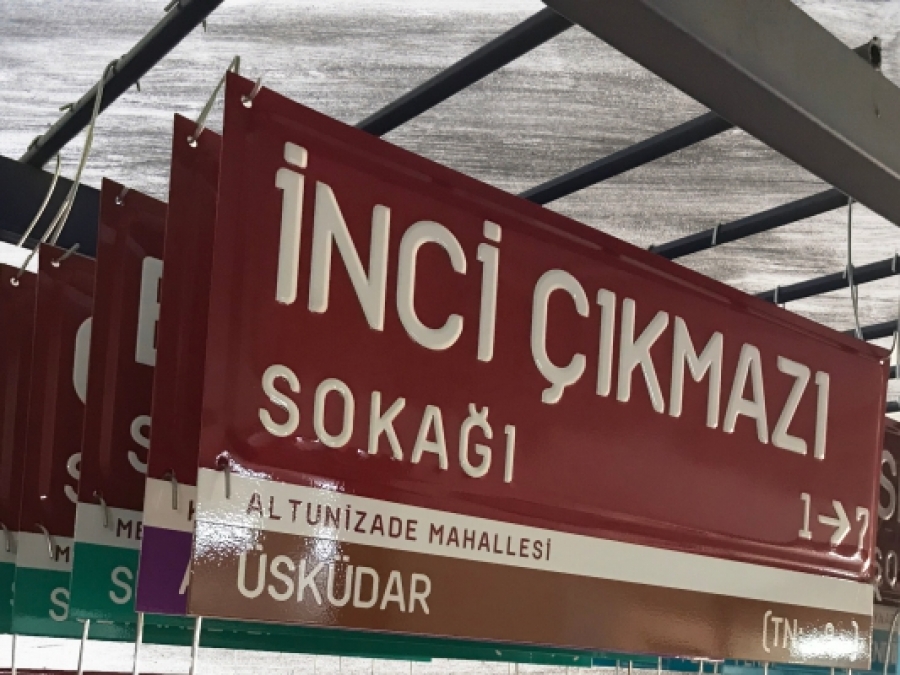 İNCİ ÇIKMAZI
SOKAĞI
1→7
ALTUNİZADE MAHALLESİ
ÜSKÜDAR